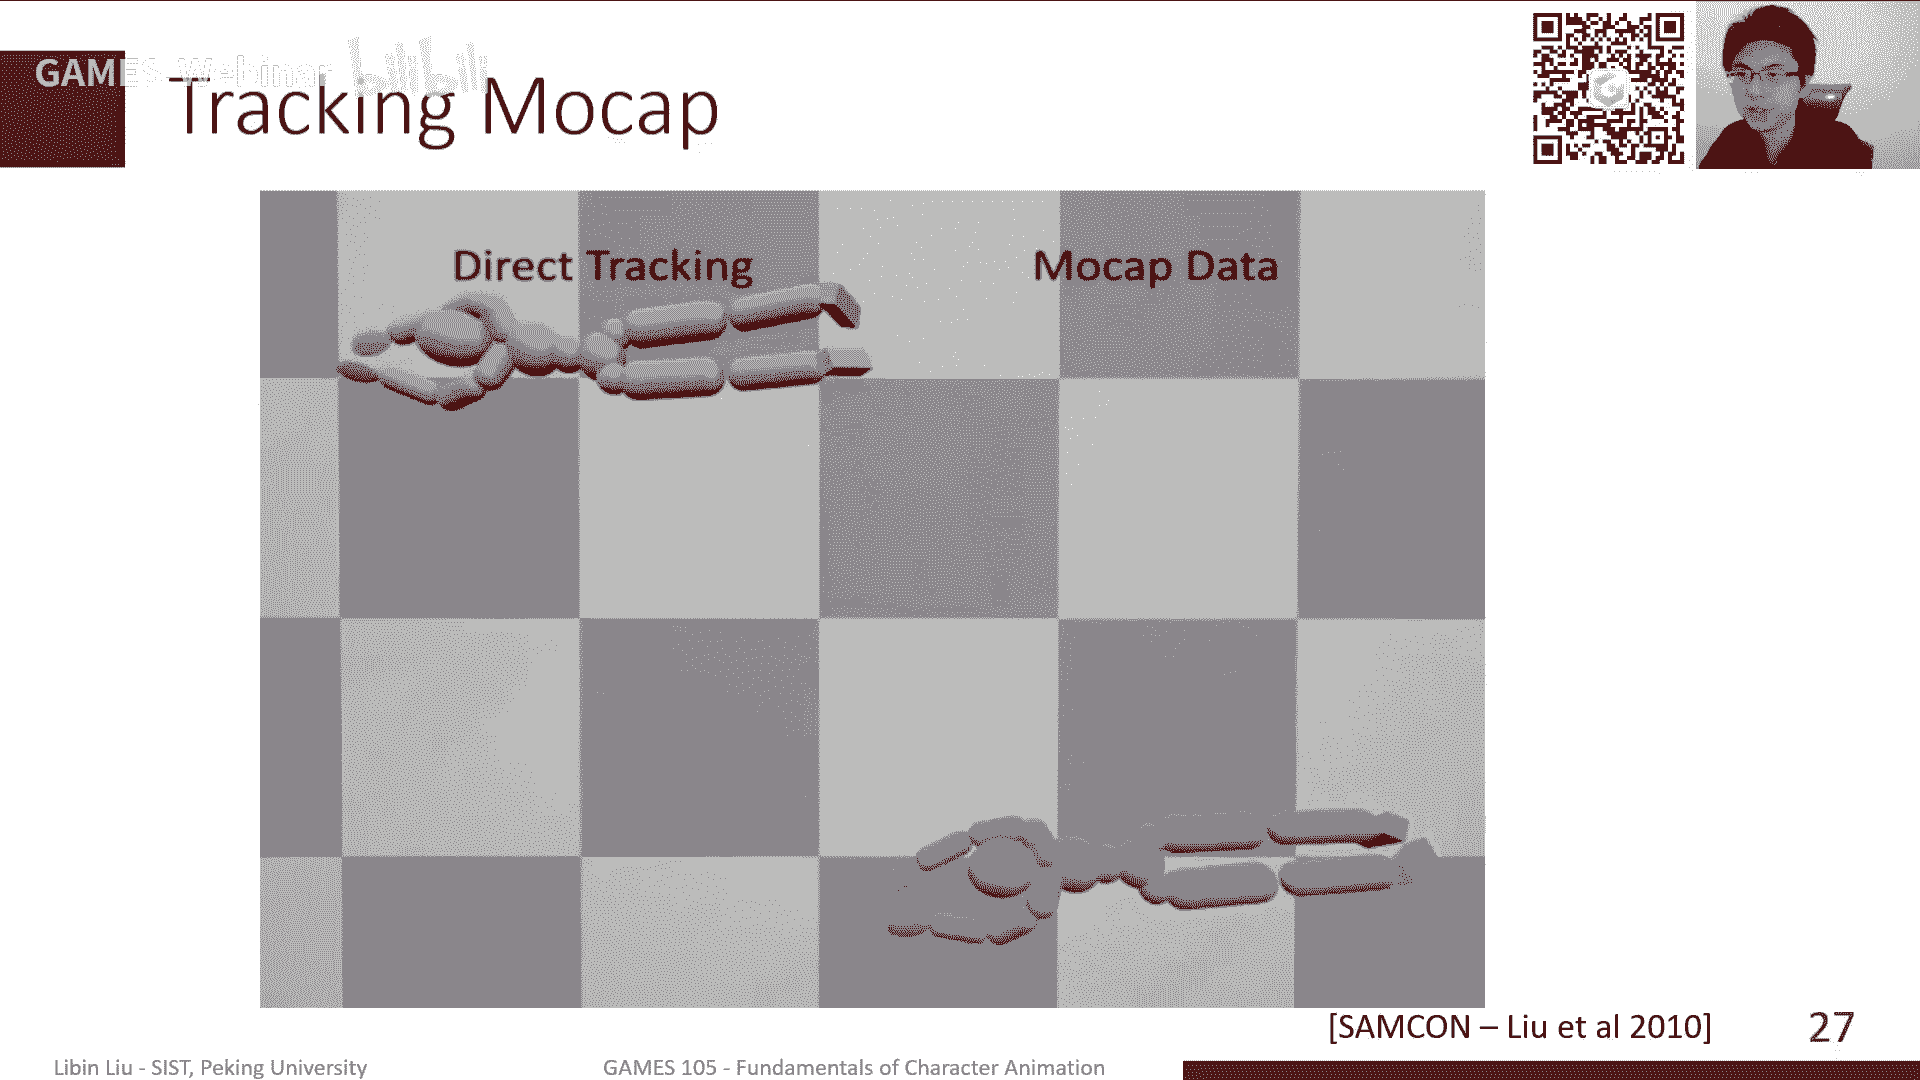 GAMES Webinar bilibili
Tracking Mocap
Direct Tracking
Mocap Data
[SAMCON – Liu et al 2010]
27
Libin Liu - SIST, Peking University
GAMES 105 - Fundamentals of Character Animation